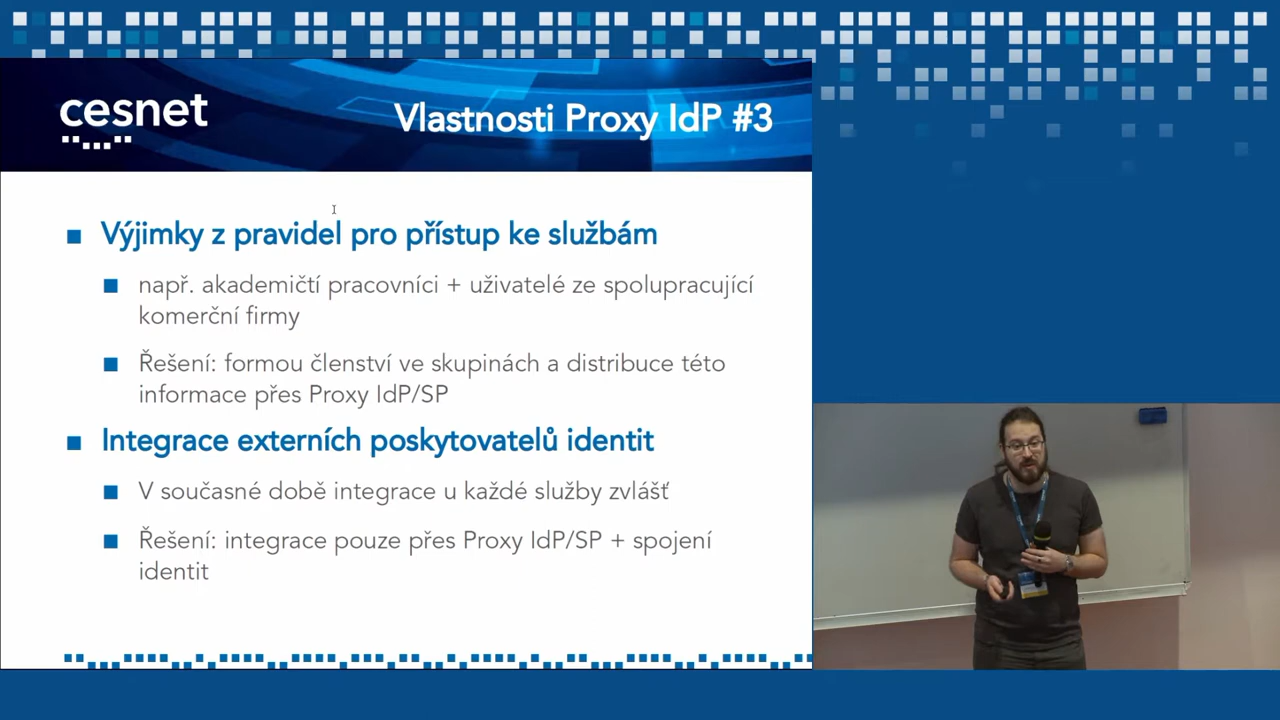 cesnet
Vlastnosti Proxy IdP #3
Výjimky z pravidel pro přístup ke službám
např. akademičtí pracovníci + uživatelé ze spolupracující
komerční firmy
Řešení: formou členství ve skupinách a distribuce této
informace přes Proxy IdP/SP
Integrace externích poskytovatelů identit
V současné době integrace u každé služby zvlášť
Řešení: integrace pouze přes Proxy IdP/SP + spojení
identit